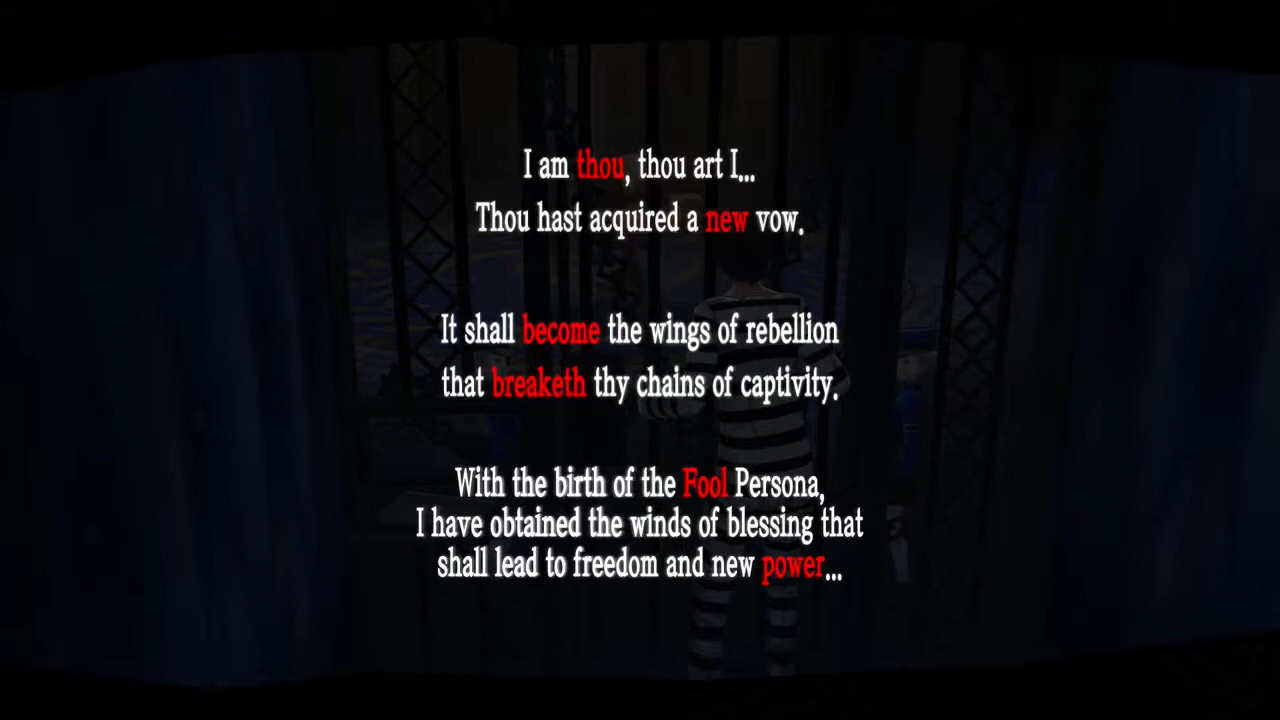 I am thou, thou art I...
Thou hast acquired a new vow.
It shall become the wings of rebellion
that breaketh thy chains of captivity.
With the birth of the Fool Persona,
I have obtained the winds of blessing that
shall lead to freedom and new power...